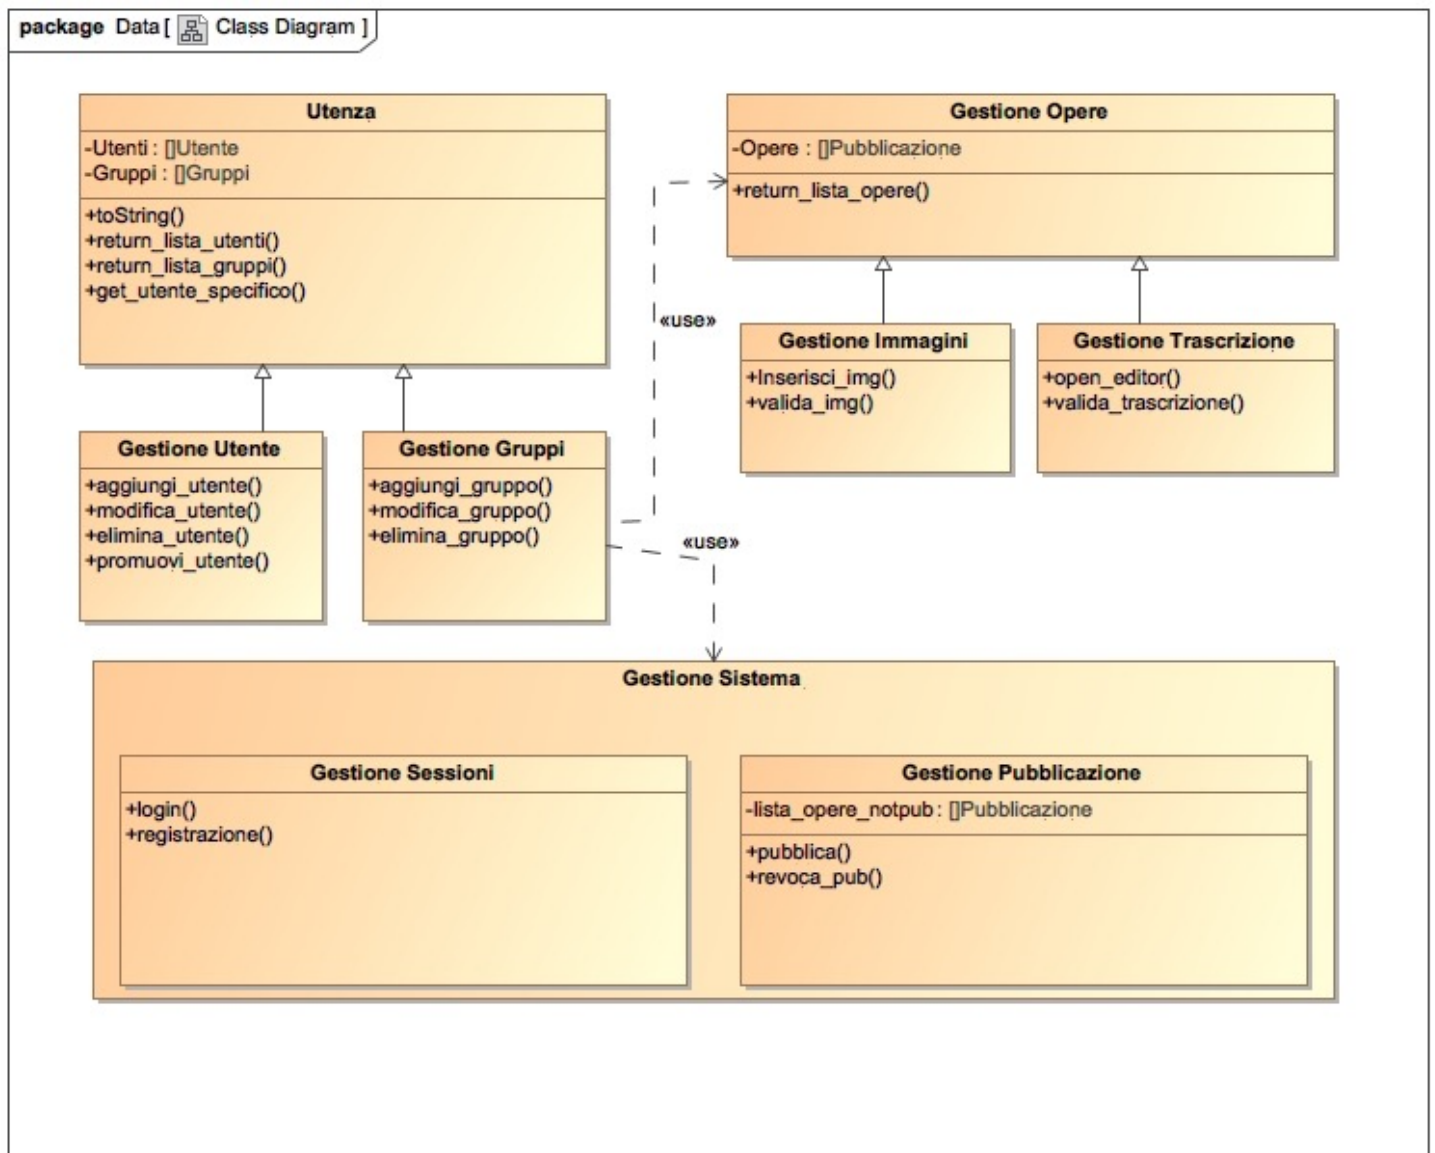 package Data [ Class Diagram ]
Utenza
-Utenti : []Utente
-Gruppi : []Gruppi
+toString()
+return_lista_utenti()
+return_lista_gruppi()
+get_utente_specifico()
Gestione Opere
-Opere : []Pubblicazione
+return_lista_opere()
«use»
Gestione Immagini
+Inserisci_img()
+valida_img()
Gestione Trascrizione
+open_editor()
+valida_trascrizione()
Gestione Utente
+aggiungi_utente()
+modifica_utente()
+elimina_utente()
+promuovi_utente()
Gestione Gruppi
+aggiungi_gruppo()
+modifica_gruppo()
+elimina_gruppo()
«use»
Gestione Sistema
Gestione Sessioni
+login()
+registrazione()
Gestione Pubblicazione
-lista_opere_notpub : []Pubblicazione
+pubblica()
+revoca_pub()